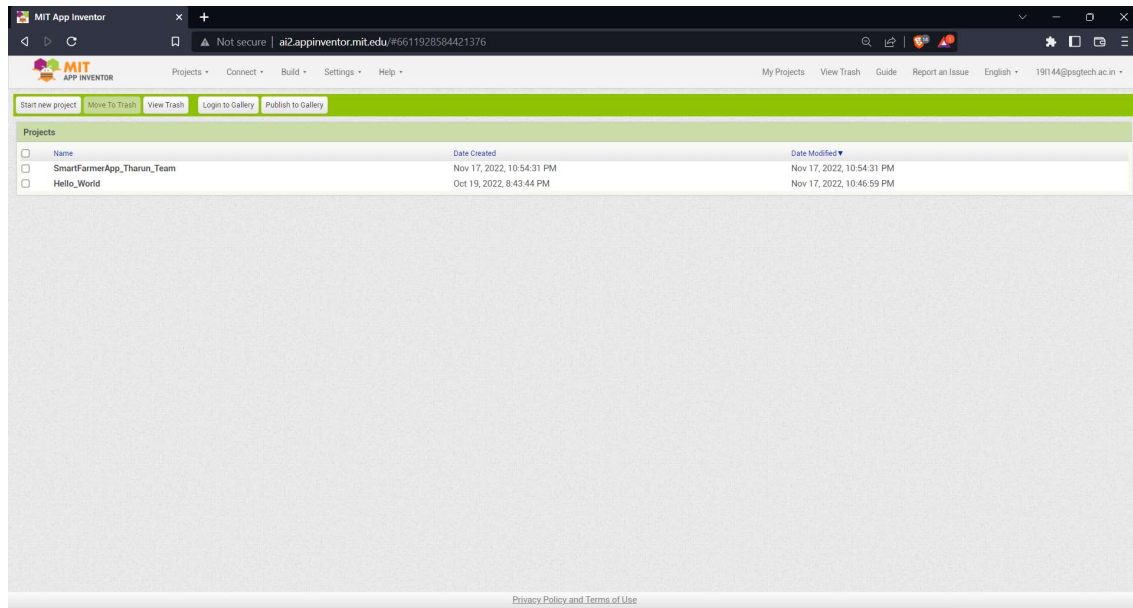 MIT App Inventor
Not secure | ai2.appinventor.mit.edu/#6611928584421376
MIT
APP INVENTOR
Projects Connect Build Settings Help My Projects View Trash Guide Report an Issue English 19l144@psgtech.ac.in
Start new project Move To Trash View Trash Login to Gallery Publish to Gallery
Projects
Name Date Created Date Modified
SmartFarmerApp_Tharun_Team Nov 17, 2022, 10:54:31 PM Nov 17, 2022, 10:54:31 PM
Hello_World Oct 19, 2022, 8:43:44 PM Nov 17, 2022, 10:46:59 PM
Privacy Policy and Terms of Use